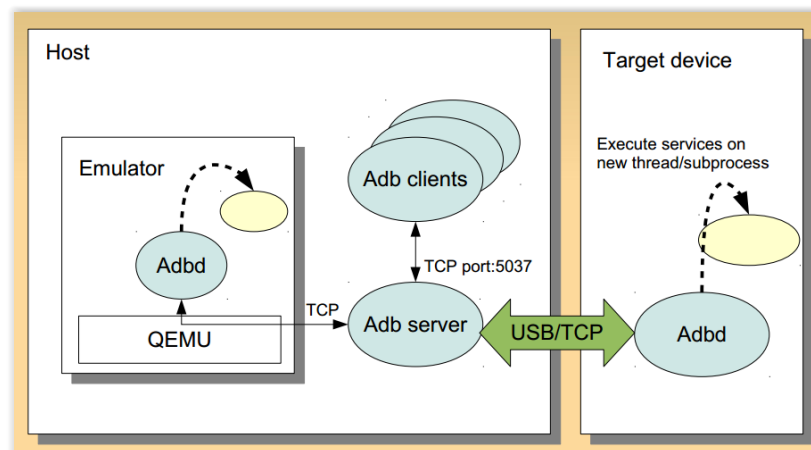 Host
Target device
Emulator
Adb clients
Execute services on
new thread/subprocess
Adbd
TCP port:5037
TCP
QEMU
Adb server
USB/TCP
Adbd